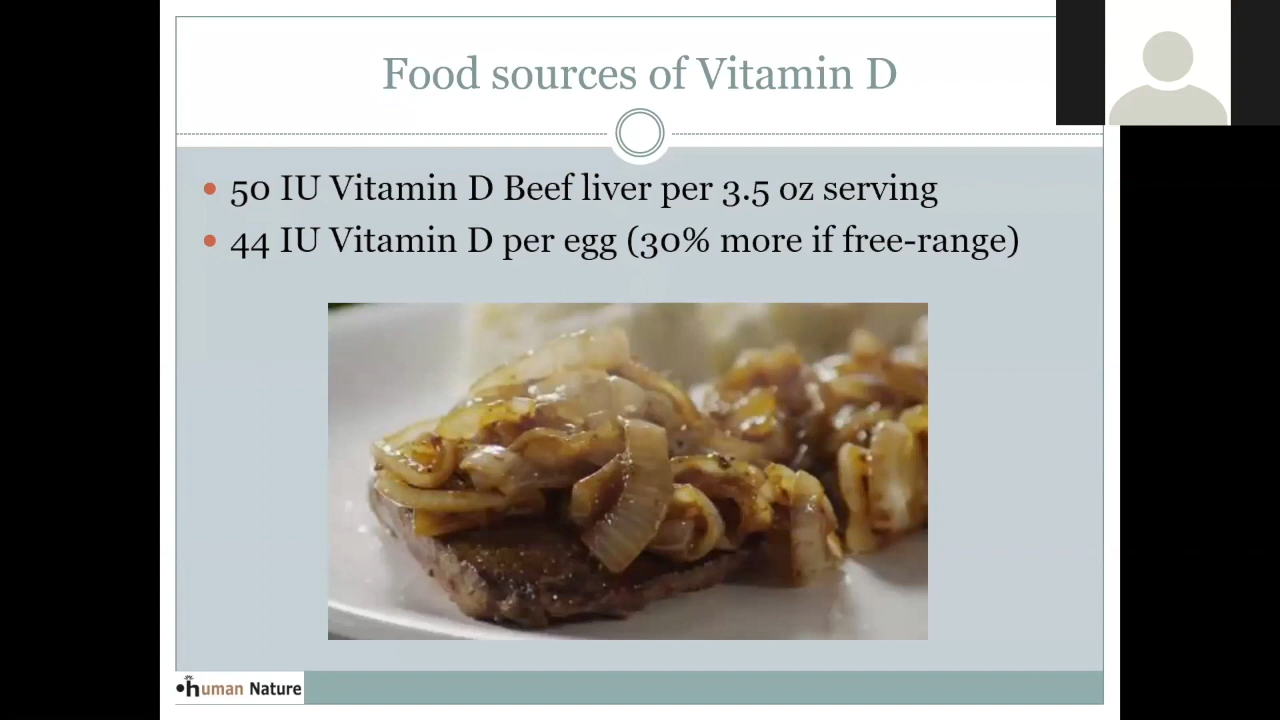 Food sources of Vitamin D
50 IU Vitamin D Beef liver per 3.5 oz serving
44 IU Vitamin D per egg (30% more if free-range)
human Nature